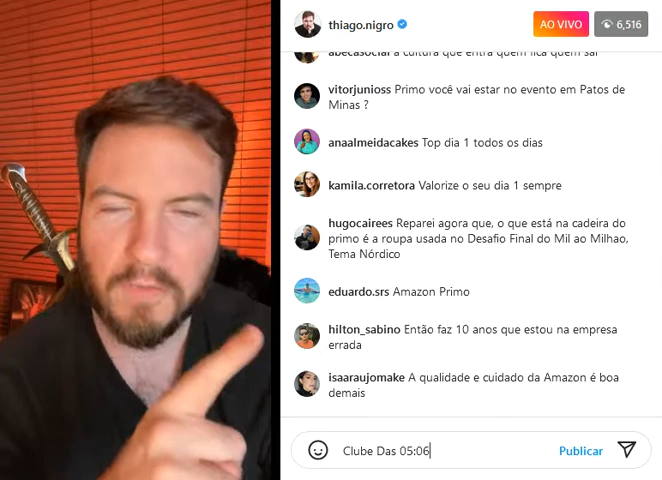 thiago.nigro
AO VIVO
6,516
abecasocial a cultura que entra quem fica quem sai
vitorjunioss Primo você vai estar no evento em Patos de
Minas ?
anaalmeidacakes Top dia 1 todos os dias
kamila.corretora Valorize o seu dia 1 sempre
hugocairees Reparei agora que, o que está na cadeira do
primo é a roupa usada no Desafio Final do Mil ao Milhao,
Tema Nórdico
eduardo.srs Amazon Primo
hilton_sabino Então faz 10 anos que estou na empresa
errada
isaaraujomake A qualidade e cuidado da Amazon é boa
demais
Clube Das 05:06
Publicar